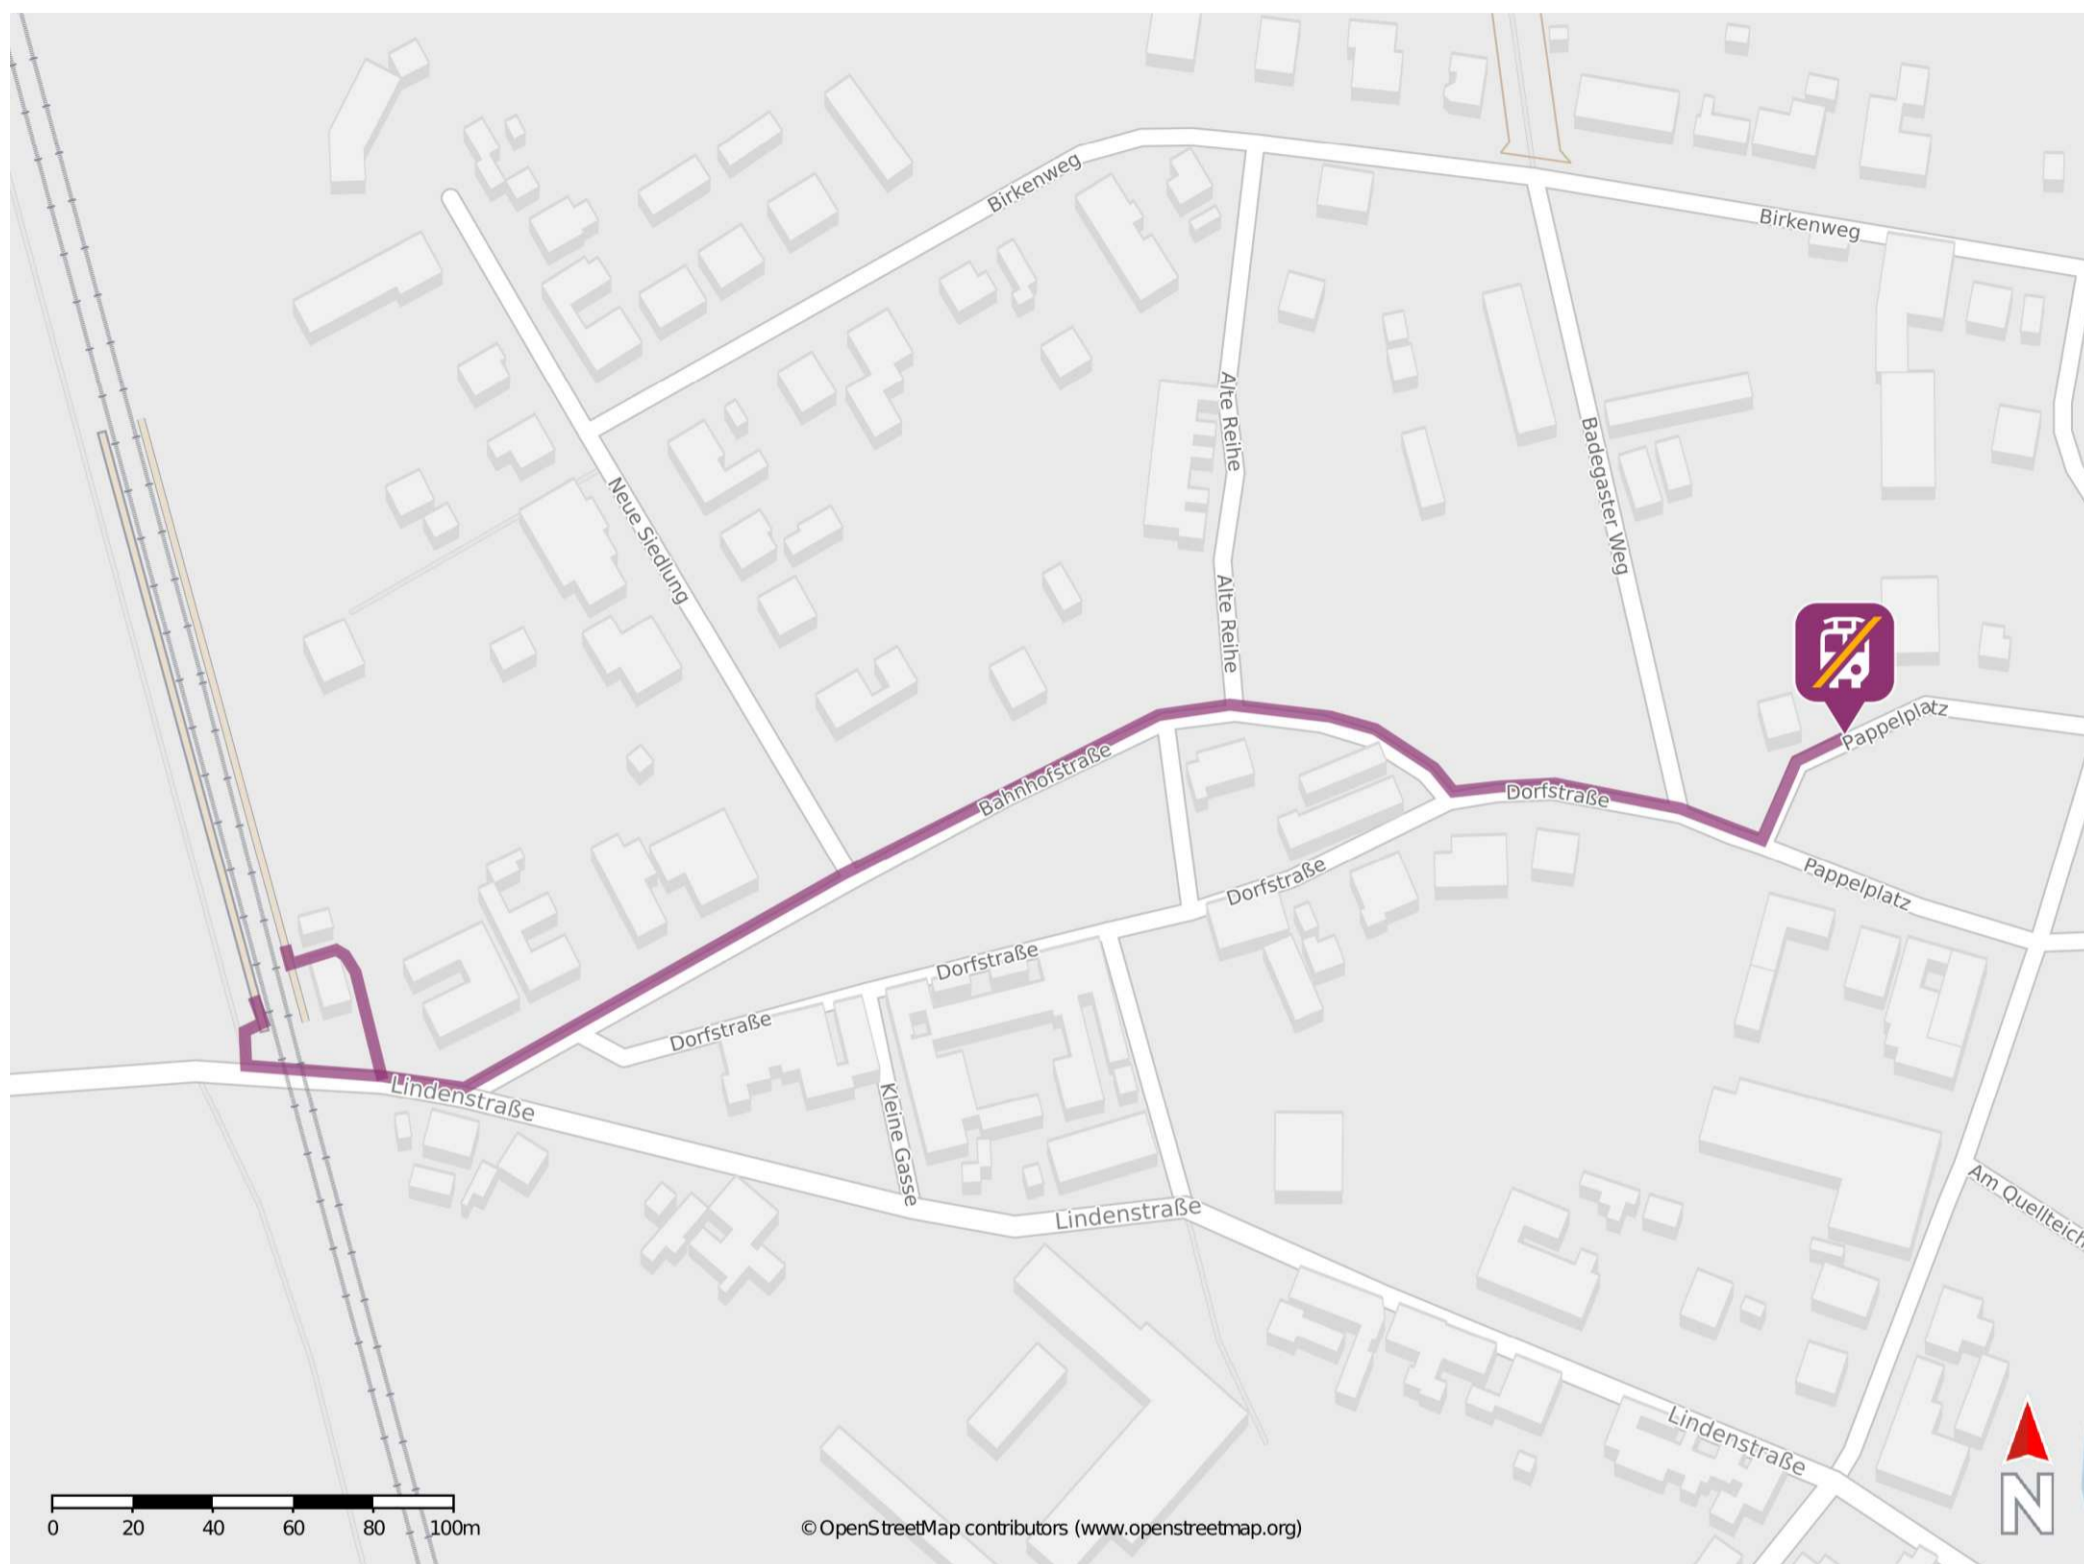 Birkenweg
Birkenweg
Alte Reihe
Badegaster Weg
Neue Siedlung
Alte Reihe
Pappelplatz
Bahnhofstraße
Dorfstraße
Dorfstraße
Pappelplatz
Dorfstraße
Dorfstraße
Lindenstraße
Kleine Gasse
Lindenstraße
Am Quellteich
Lindenstraße
0 20 40 60 80 100m
© OpenStreetMap contributors (www.openstreetmap.org)
N